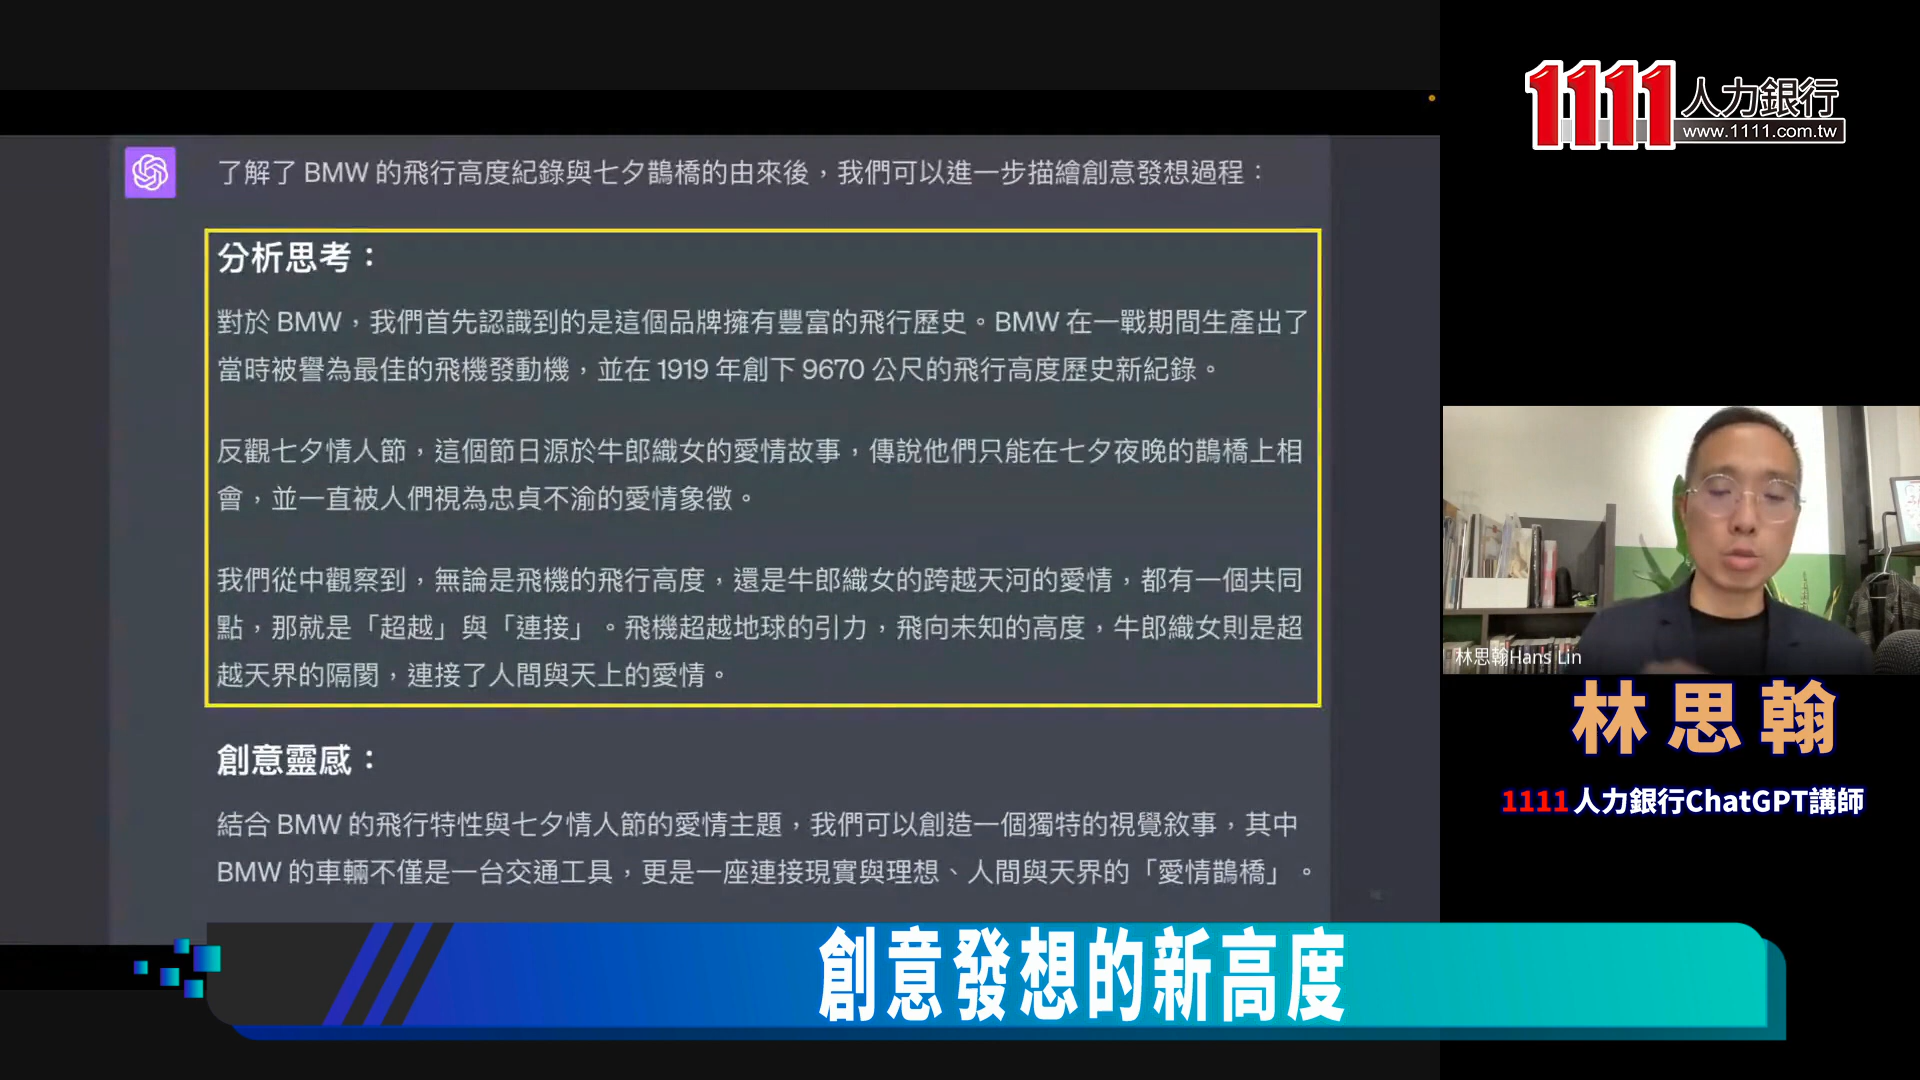 了解了 BMW 的飛行高度紀錄與七夕鵲橋的由來後，我們可以進一步描繪創意發想過程：
分析思考：
對於 BMW，我們首先認識到的是這個品牌擁有豐富的飛行歷史。BMW 在一戰期間生產出了
當時被譽為最佳的飛機發動機，並在 1919 年創下 9670 公尺的飛行高度歷史新紀錄。
反觀七夕情人節，這個節日源於牛郎織女的愛情故事，傳說他們只能在七夕夜晚的鵲橋上相
會，並一直被人們視為忠貞不渝的愛情象徵。
我們從中觀察到，無論是飛機的飛行高度，還是牛郎織女的跨越天河的愛情，都有一個共同
點，那就是「超越」與「連接」。飛機超越地球的引力，飛向未知的高度，牛郎織女則是超
越天界的隔閡，連接了人間與天上的愛情。
創意靈感：
結合 BMW 的飛行特性與七夕情人節的愛情主題，我們可以創造一個獨特的視覺敘事，其中
BMW 的車輛不僅是一台交通工具，更是一座連接現實與理想、人間與天界的「愛情鵲橋」。
創意發想的新高度
1111 人力銀行
www.1111.com.tw
林思翰Hans Lin
林思翰
1111人力銀行ChatGPT講師